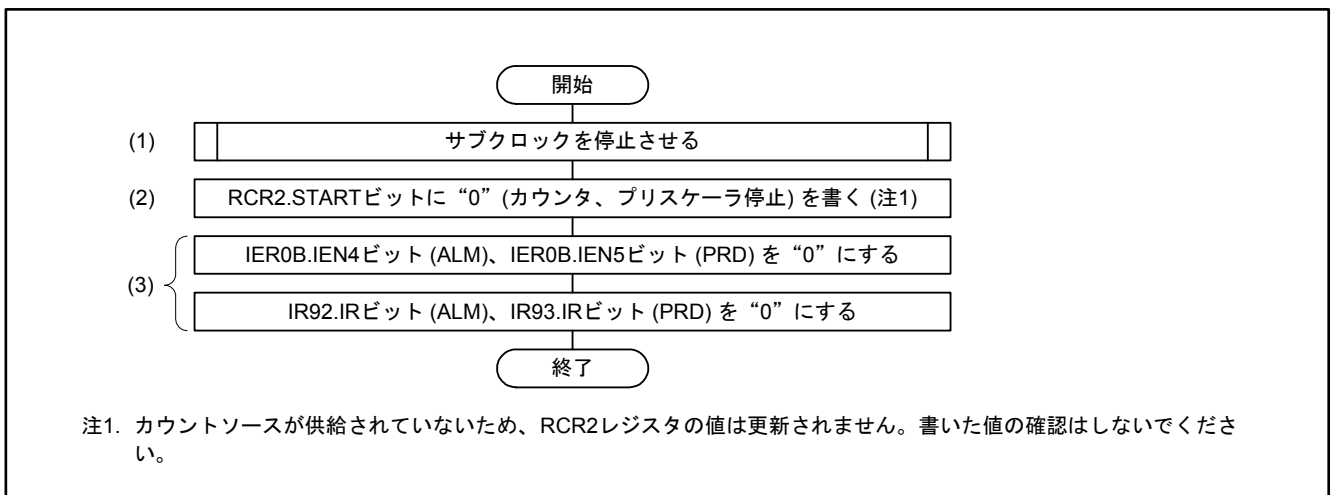 開始
(1) サブクロックを停止させる
(2) RCR2.STARTビットに“0”(カウンタ、プリスケーラ停止) を書く (注1)
IER0B.IEN4ビット (ALM)、IER0B.IEN5ビット (PRD) を“0”にする
(3)
IR92.IRビット (ALM)、IR93.IRビット (PRD) を“0”にする
終了
注1. カウントソースが供給されていないため、RCR2レジスタの値は更新されません。書いた値の確認はしないでくださ
い。